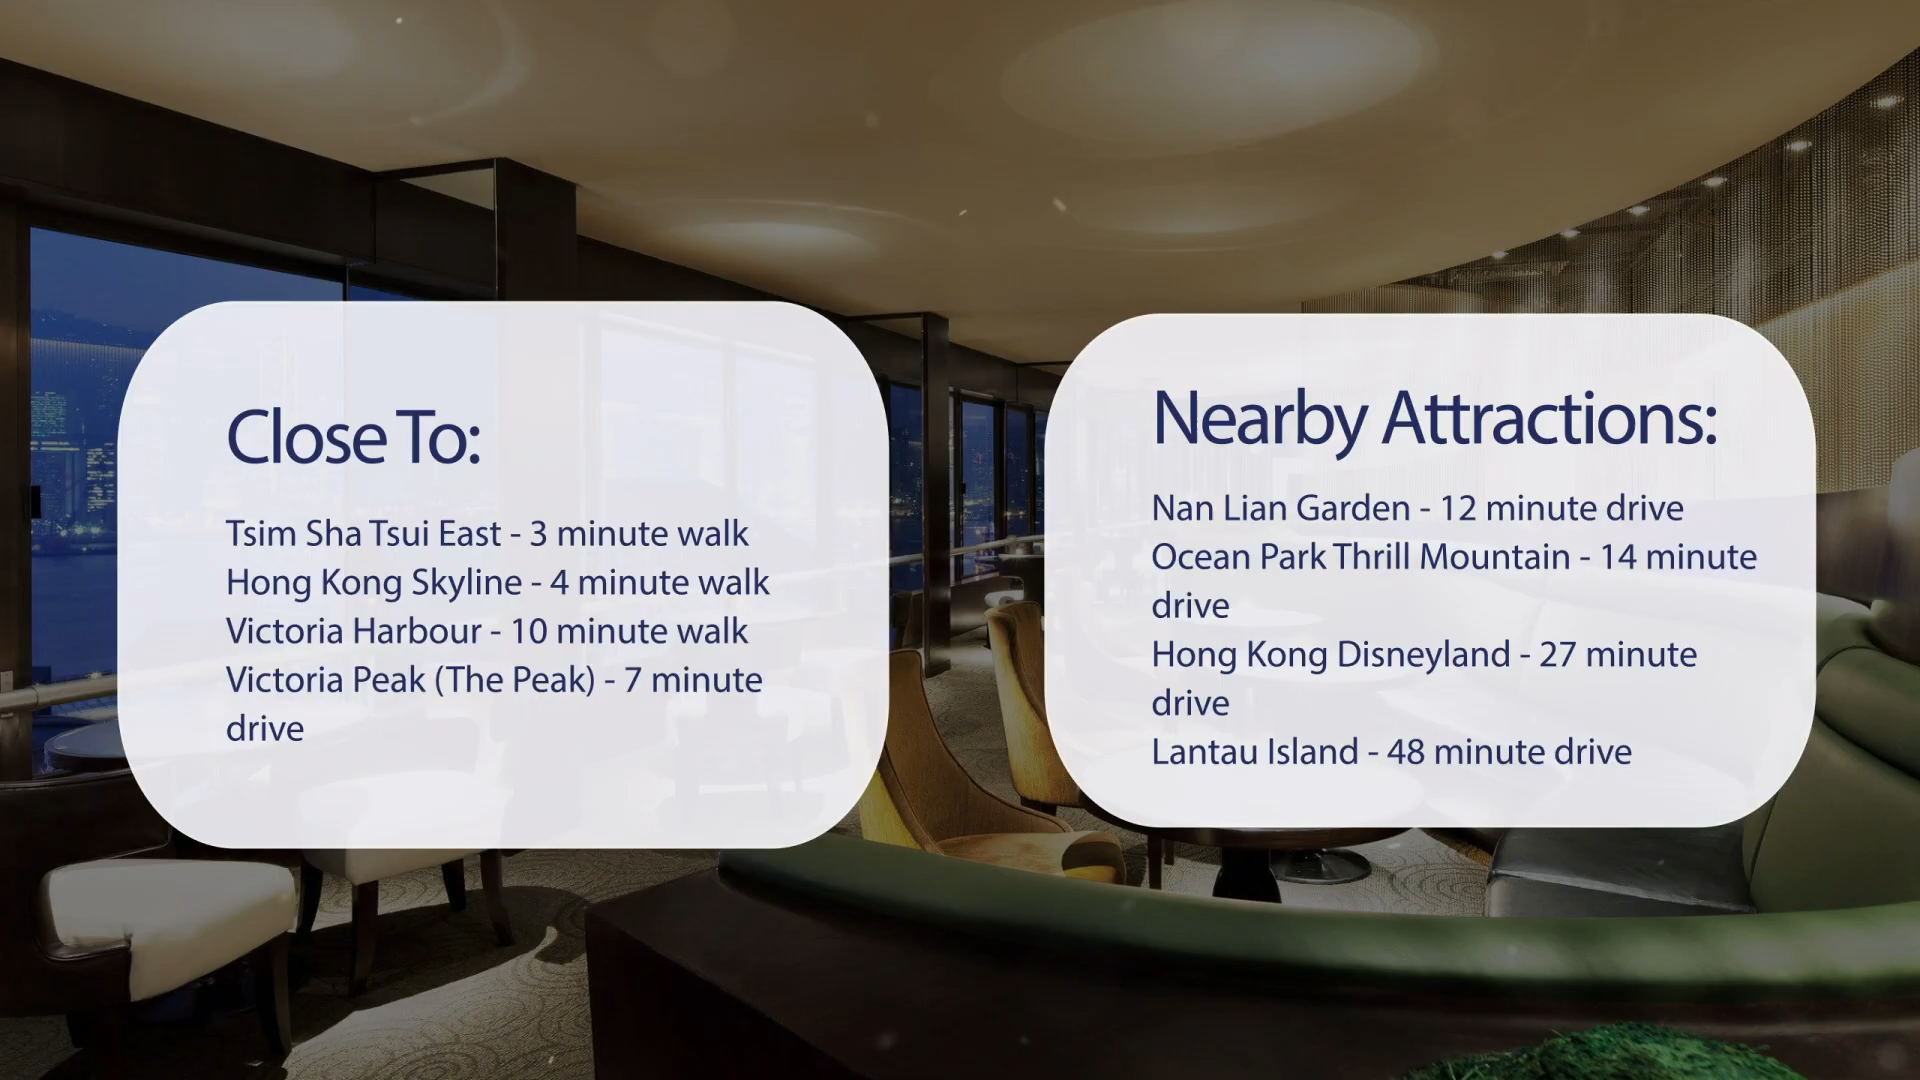 Close To:
Tsim Sha Tsui East - 3 minute walk
Hong Kong Skyline - 4 minute walk
Victoria Harbour - 10 minute walk
Victoria Peak (The Peak) - 7 minute
drive
Nearby Attractions:
Nan Lian Garden - 12 minute drive
Ocean Park Thrill Mountain - 14 minute
drive
Hong Kong Disneyland - 27 minute
drive
Lantau Island - 48 minute drive